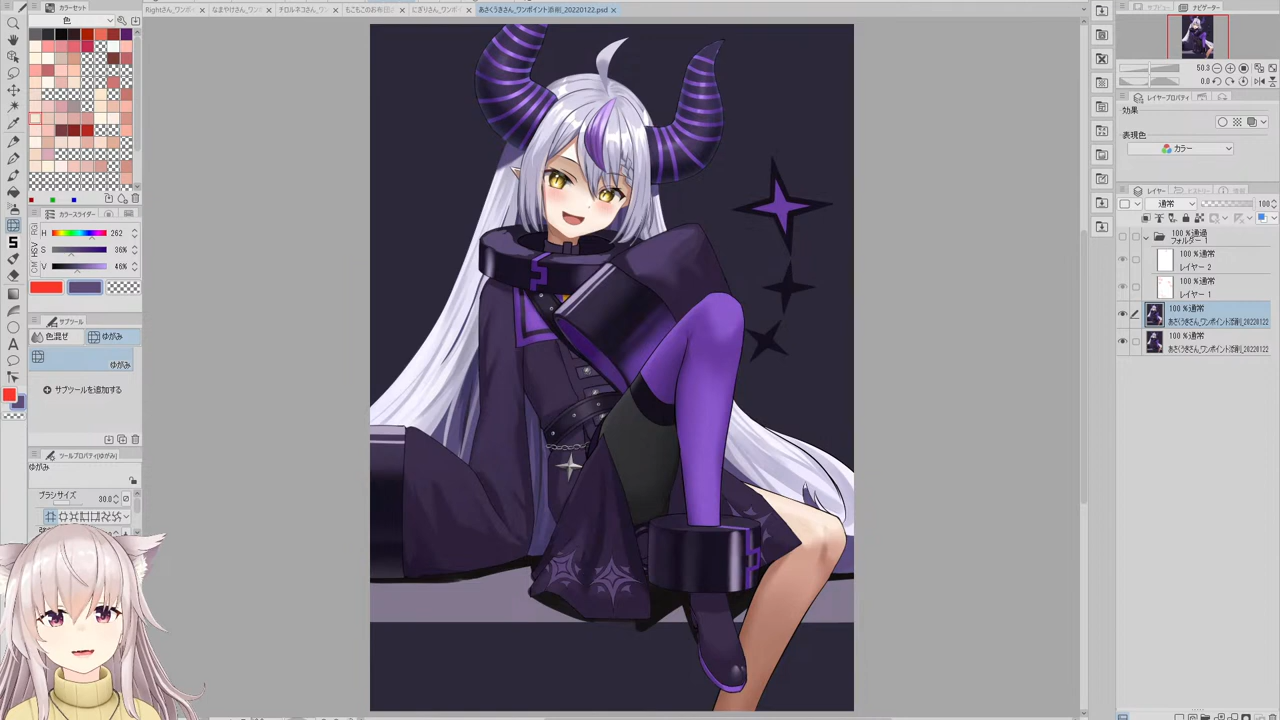 カラーセット
Rightさん_ワンポ
なまやけさん_ワンポ
チロルネコさん_ワンポ
もこもこのお布
にぎりさん_ワンポ
あさくうきさん_ワンポイント添削_20220122.psd
サブビュー
ナビゲーター
色
50.3
0.0
レイヤープロパティ
効果
表現色
カラー
レイヤー
通常
100
100 %通過
フォルダー 1
100 %通常
レイヤー 2
100 %通常
レイヤー 1
100 %通常
あさくうきさん_ワンポイント添削_20220122
100 %通常
あさくうきさん_ワンポイント添削_20220122
カラースライダー
H 262
S 36%
V 46%
サブツール
色混ぜ
ゆがみ
ゆがみ
サブツールを追加する
ツールプロパティ(ゆがみ)
ゆがみ
ブラシサイズ 30.0